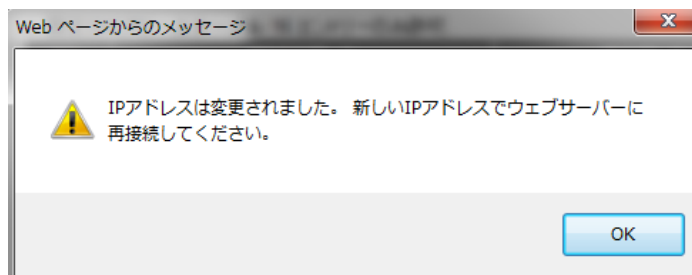 Web ページからのメッセージ
IPアドレスは変更されました。 新しいIPアドレスでウェブサーバーに
再接続してください。
OK